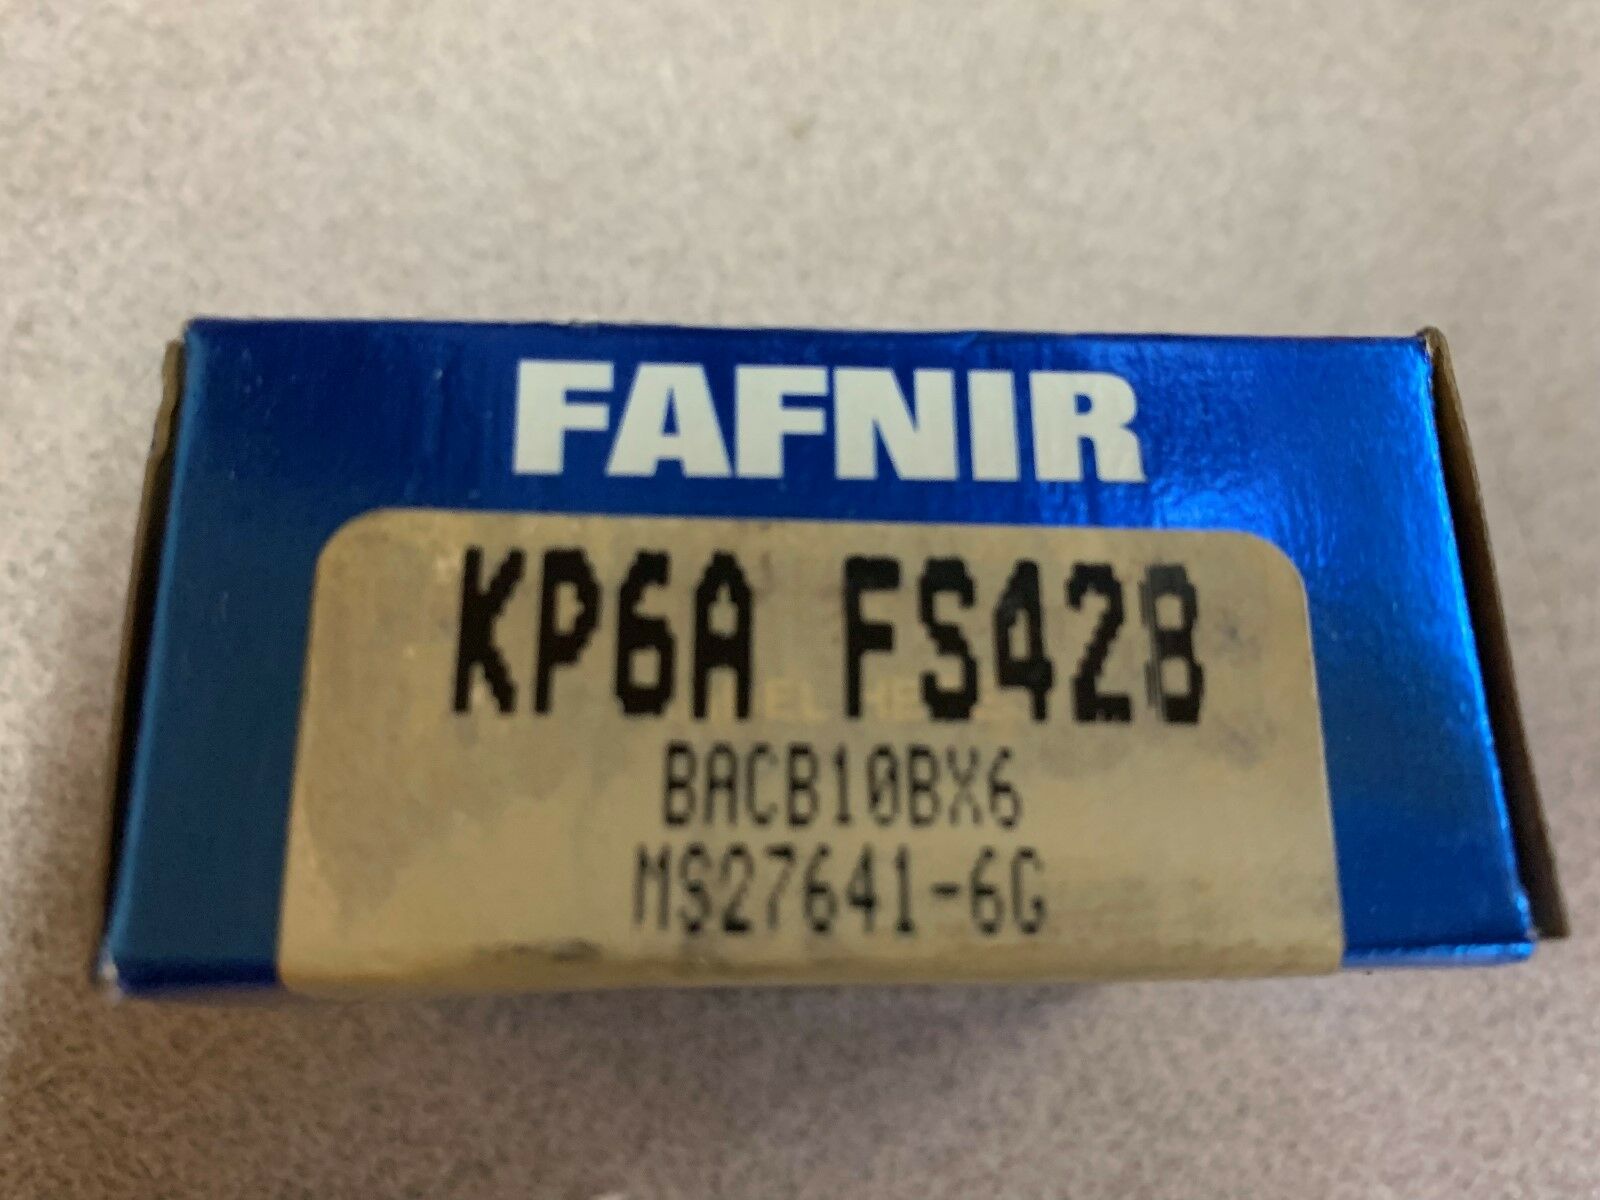 FAFNIR
KP6A FS428
BACB10BX6
MS27641-6G